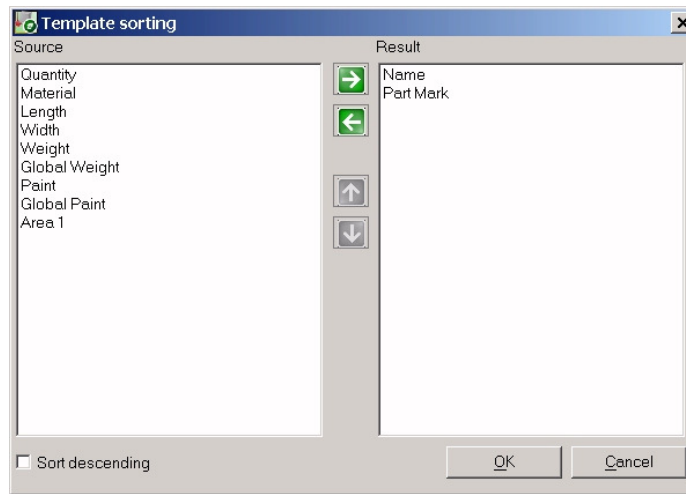 Template sorting
Source
Result
Quantity
Material
Length
Width
Weight
Global Weight
Paint
Global Paint
Area 1
Name
Part Mark
Sort descending
OK
Cancel